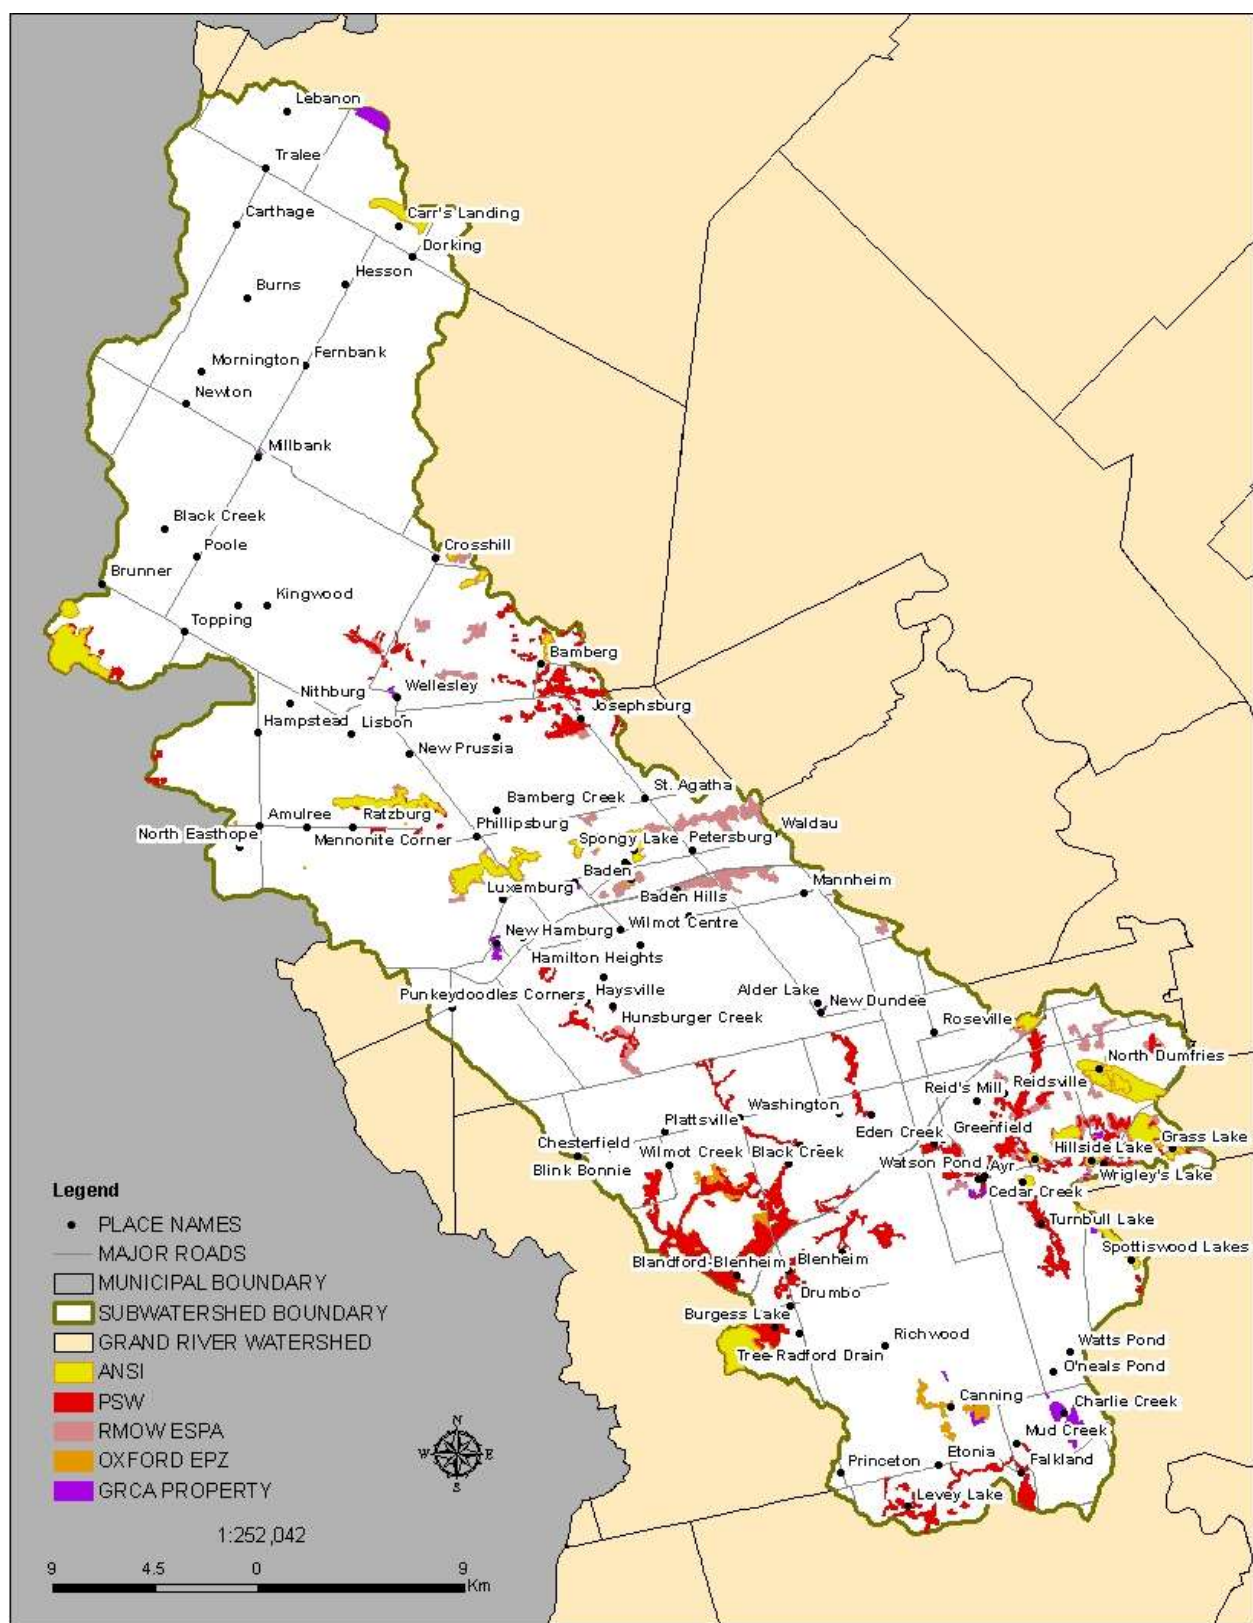 Lebanon
Tralee
Carthage
Carr's Landing
Dorking
Hesson
Burns
Mornington
Fernbank
Newton
Millbank
Black Creek
Poole
Crosshill
Brunner
Kingwood
Topping
Bamberg
Nithburg
Wellesley
Hampstead
Lisbon
Josephsburg
New Prussia
St. Agatha
Bamberg Creek
Amulree
Ratzburg
Phillipsburg
Waldau
North Easthope
Mennonite Corner
Spongy Lake
Petersburg
Baden
Luxemburg
Baden Hills
Mannheim
New Hamburg
Wilmot Centre
Hamilton Heights
Punkeydoodles Corners
Haysville
Alder Lake
New Dundee
Hunsburger Creek
Roseville
North Dumfries
Reid's Mill
Reidsville
Washington
Plattsville
Eden Creek
Greenfield
Chesterfield
Wilmot Creek
Black Creek
Hillside Lake
Grass Lake
Blink Bonnie
Watson Pond
Ayr
Wrigley's Lake
Cedar Creek
Turnbull Lake
Blandford-Blenheim
Blenheim
Spottiswood Lakes
Drumbo
Burgess Lake
Richwood
Watts Pond
Tree-Radford Drain
O'neals Pond
Canning
Charlie Creek
Mud Creek
Etonia
Princeton
Falkland
Levey Lake
Legend
PLACE NAMES
MAJOR ROADS
MUNICIPAL BOUNDARY
SUBWATERSHED BOUNDARY
GRAND RIVER WATERSHED
ANSI
PSW
RMOW ESPA
OXFORD EPZ
GRCA PROPERTY
N
W E
S
1:252,042
9 4.5 0 9
Km